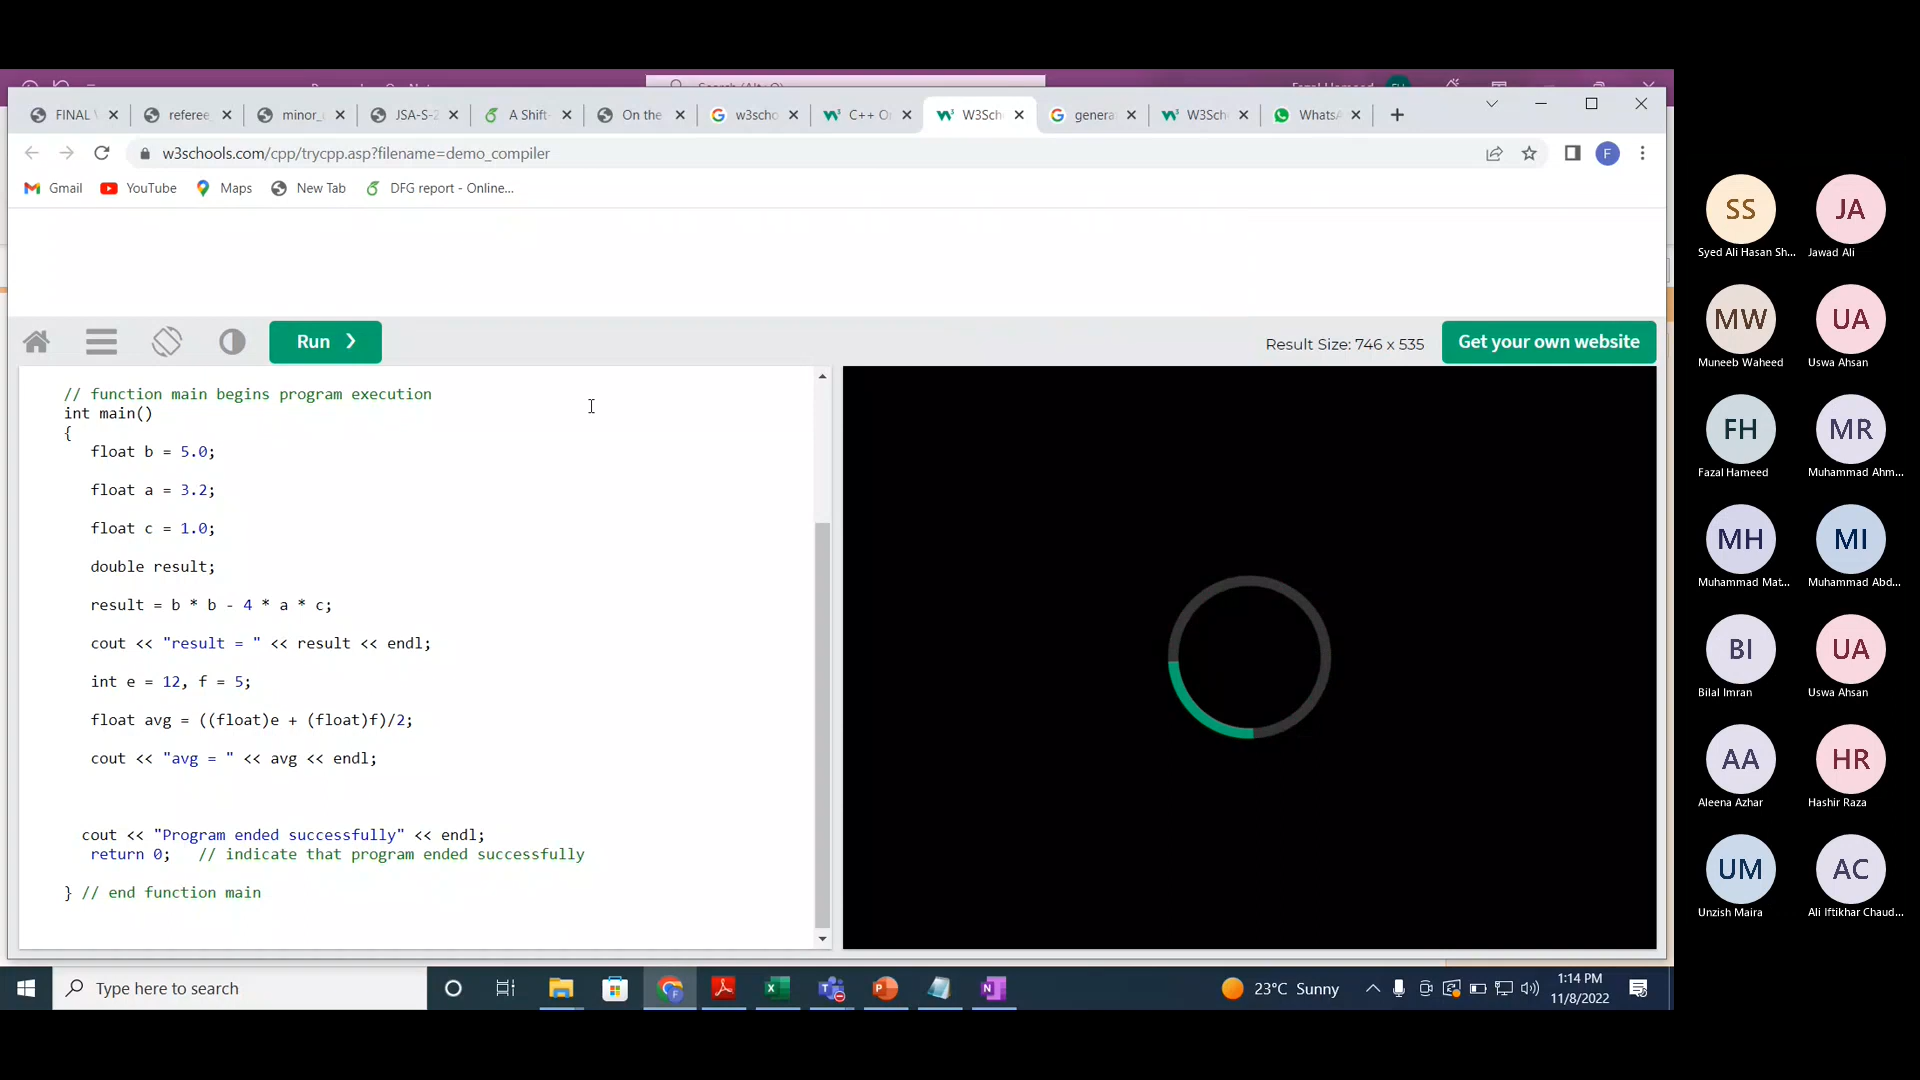 FINAL
referee
minor_
JSA-S-2
A Shift-
On the
w3scho
C++ O
W3Sch
genera
W3Sch
WhatsA
w3schools.com/cpp/trycpp.asp?filename=demo_compiler
F
Gmail
YouTube
Maps
New Tab
DFG report - Online...
Run ❯
Result Size: 746 x 535
Get your own website
// function main begins program execution
int main()
{
float b = 5.0;
float a = 3.2;
float c = 1.0;
double result;
result = b * b - 4 * a * c;
cout << "result = " << result << endl;
int e = 12, f = 5;
float avg = ((float)e + (float)f)/2;
cout << "avg = " << avg << endl;
cout << "Program ended successfully" << endl;
return 0;   // indicate that program ended successfully
} // end function main
SS
Syed Ali Hasan Sh...
JA
Jawad Ali
MW
Muneeb Waheed
UA
Uswa Ahsan
FH
Fazal Hameed
MR
Muhammad Ahm...
MH
Muhammad Mat...
MI
Muhammad Abd...
BI
Bilal Imran
UA
Uswa Ahsan
AA
Aleena Azhar
HR
Hashir Raza
UM
Unzish Maira
AC
Ali Iftikhar Chaud...
Type here to search
23°C Sunny
1:14 PM
11/8/2022